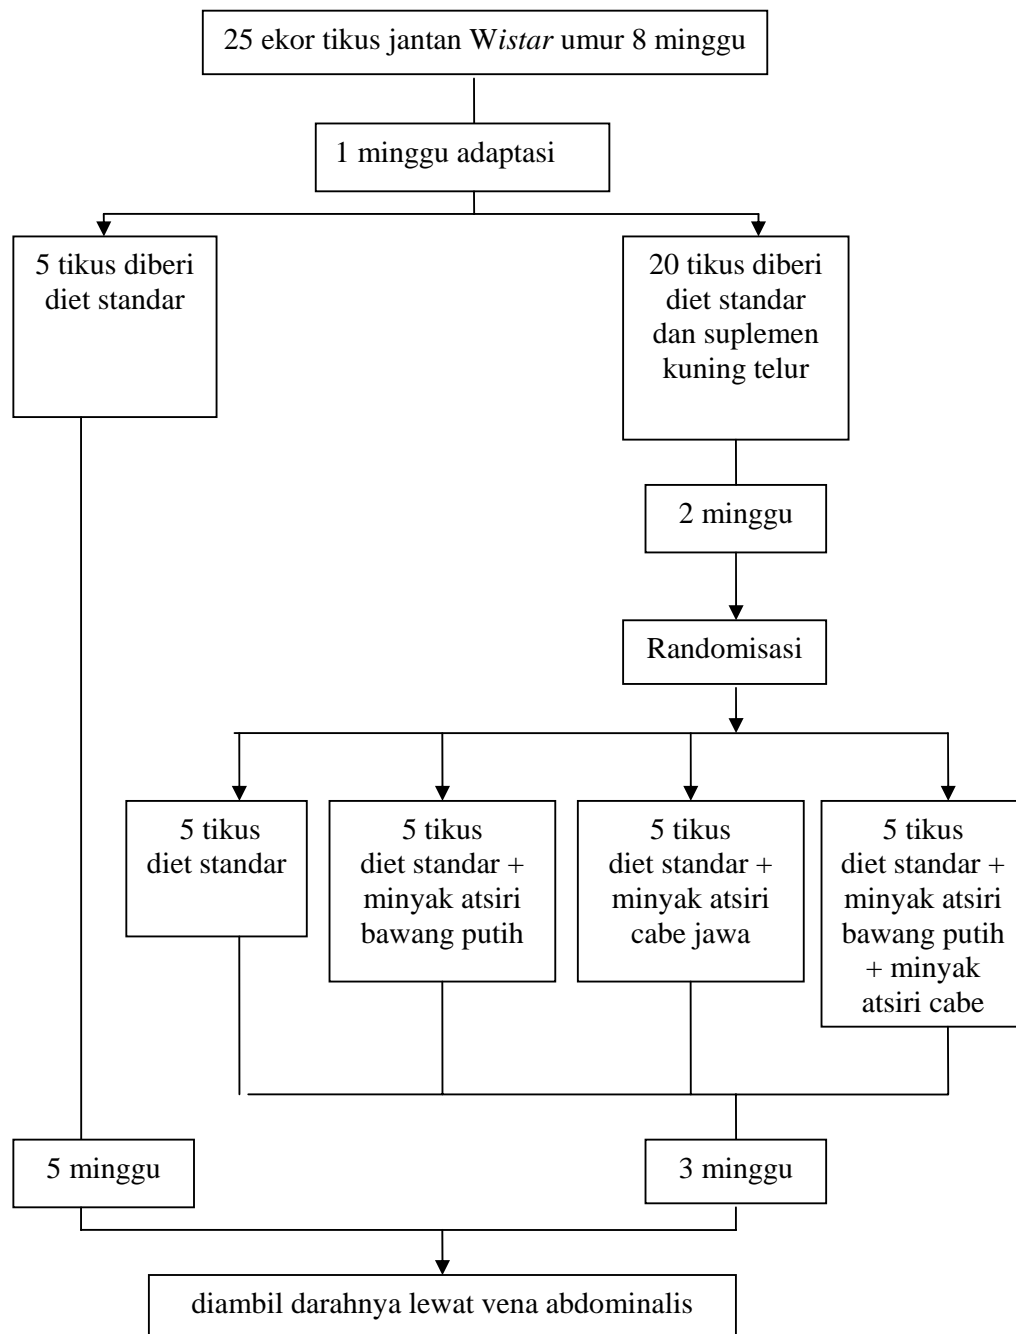 25 ekor tikus jantan Wistar umur 8 minggu
1 minggu adaptasi
5 tikus diberi
diet standar
20 tikus diberi
diet standar
dan suplemen
kuning telur
2 minggu
Randomisasi
5 tikus
diet standar
5 tikus
diet standar +
minyak atsiri
bawang putih
5 tikus
diet standar +
minyak atsiri
cabe jawa
5 tikus
diet standar +
minyak atsiri
bawang putih
+ minyak
atsiri cabe
5 minggu
3 minggu
diambil darahnya lewat vena abdominalis